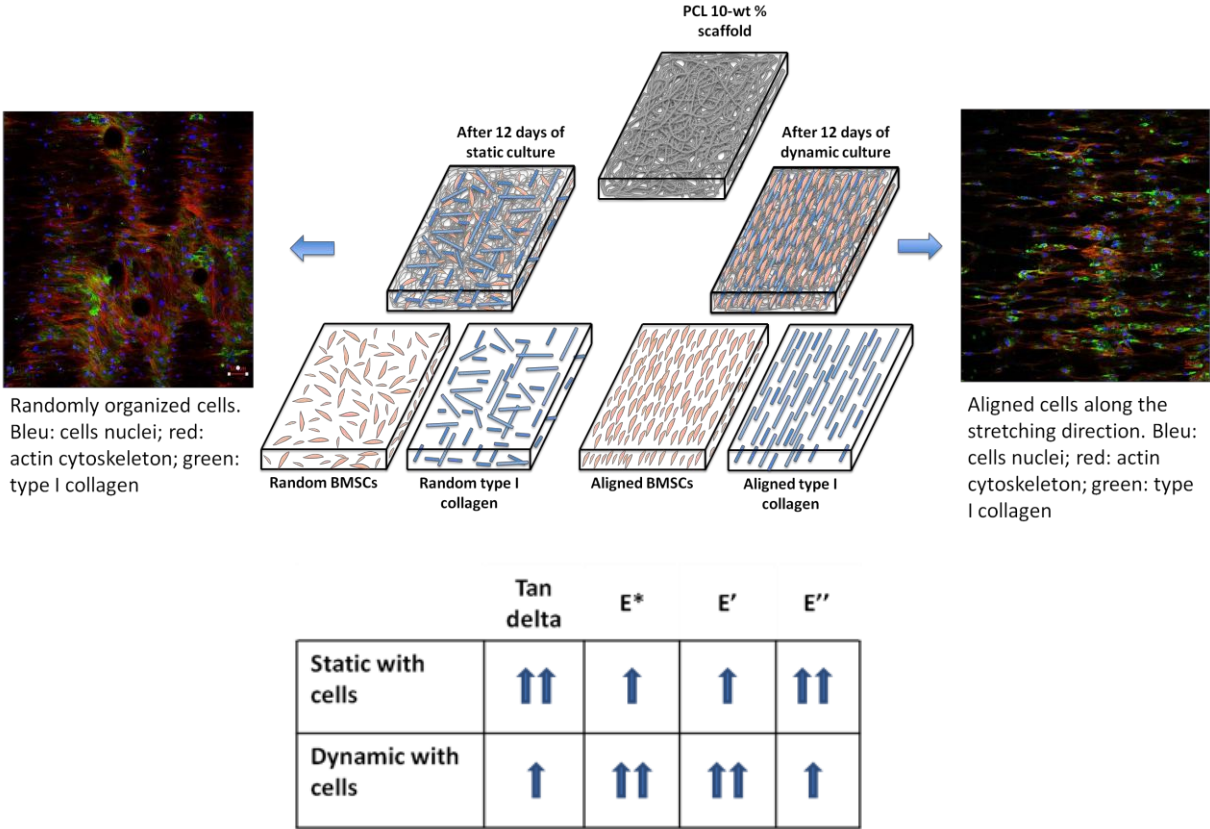 PCL 10-wt %
scaffold
After 12 days of
static culture
After 12 days of
dynamic culture
Randomly organized cells.
Bleu: cells nuclei; red:
actin cytoskeleton; green:
type I collagen
Random BMSCs
Random type I
collagen
Aligned BMSCs
Aligned type I
collagen
Aligned cells along the
stretching direction. Bleu:
cells nuclei; red: actin
cytoskeleton; green: type
I collagen
Tan
delta
E*
E′
E′′
Static with
cells
Dynamic with
cells